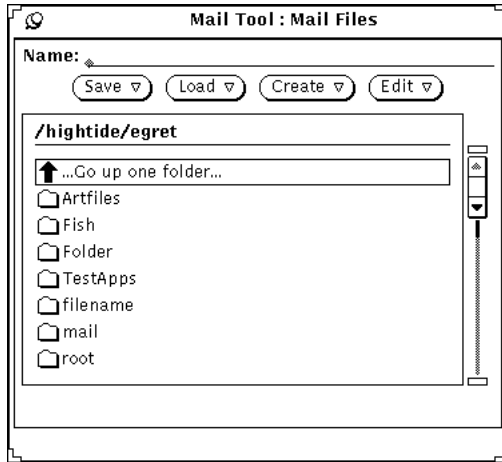 Mail Tool : Mail Files
Name:
Save Load Create Edit
/hightide/egret
...Go up one folder...
Artfiles
Fish
Folder
TestApps
filename
mail
root